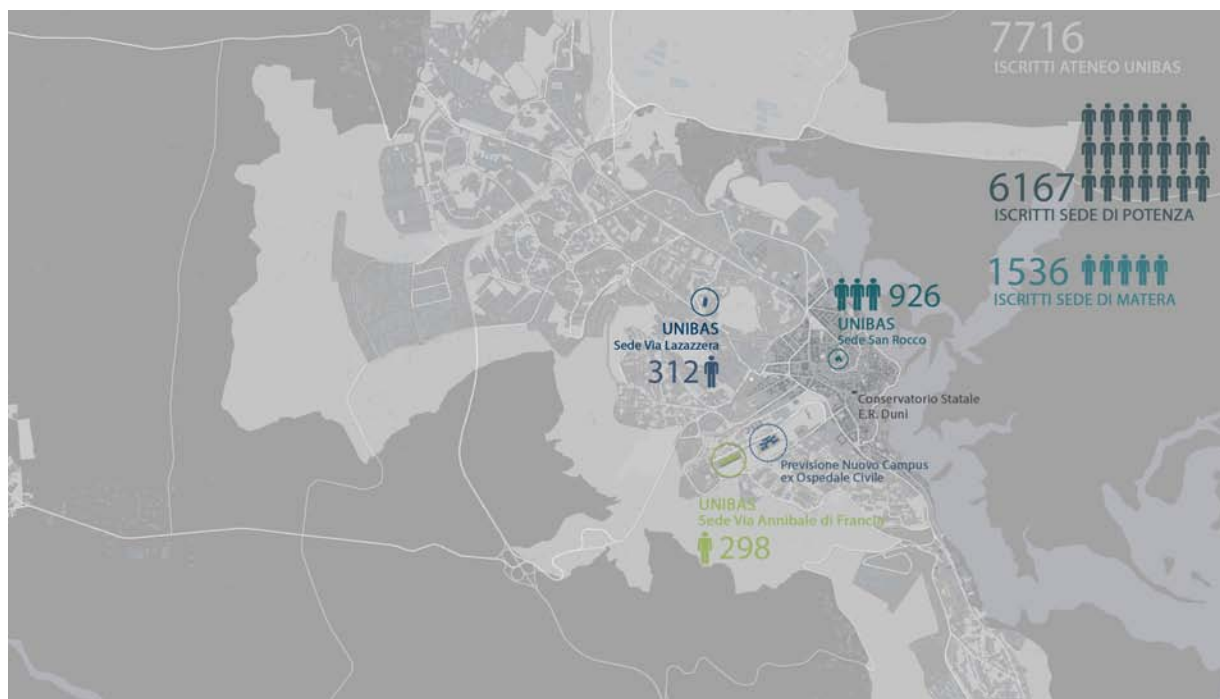 7716
ISCRITTI ATENEO UNIBAS
6167
ISCRITTI SEDE DI POTENZA
1536
ISCRITTI SEDE DI MATERA
926
UNIBAS
Sede San Rocco
UNIBAS
Sede Via Lazazzera
312
Conservatorio Statale
E.R. Duni
Previsione Nuovo Campus
ex Ospedale Civile
UNIBAS
Sede Via Annibale di Francia
298